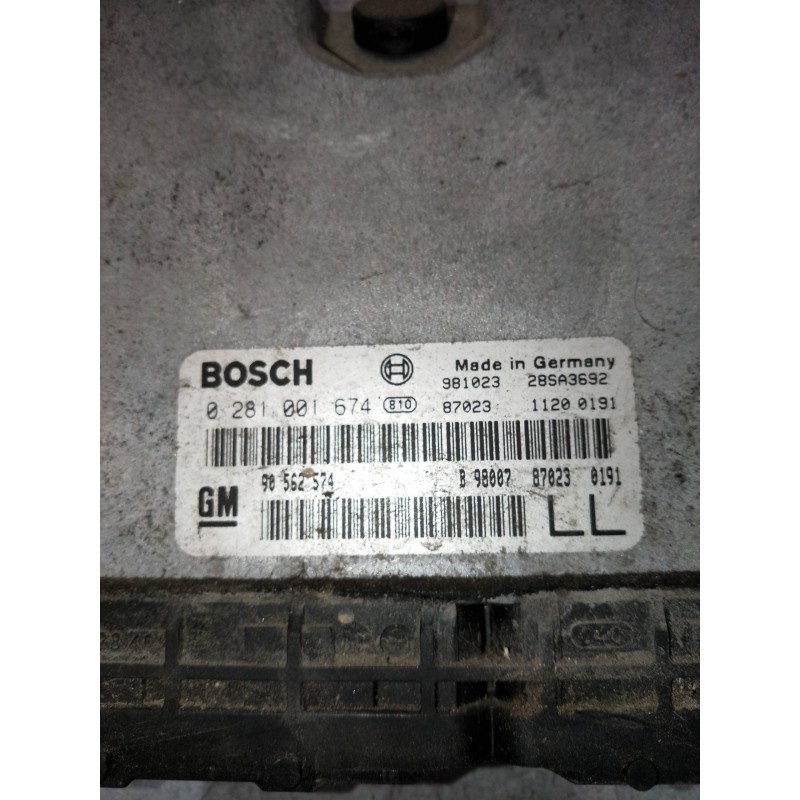 BOSCH Made in Germany
981023 28SA3692
0 281 001 674 810 87023 1120 0191
90 562 574 B 98007 87023 0191
GM LL